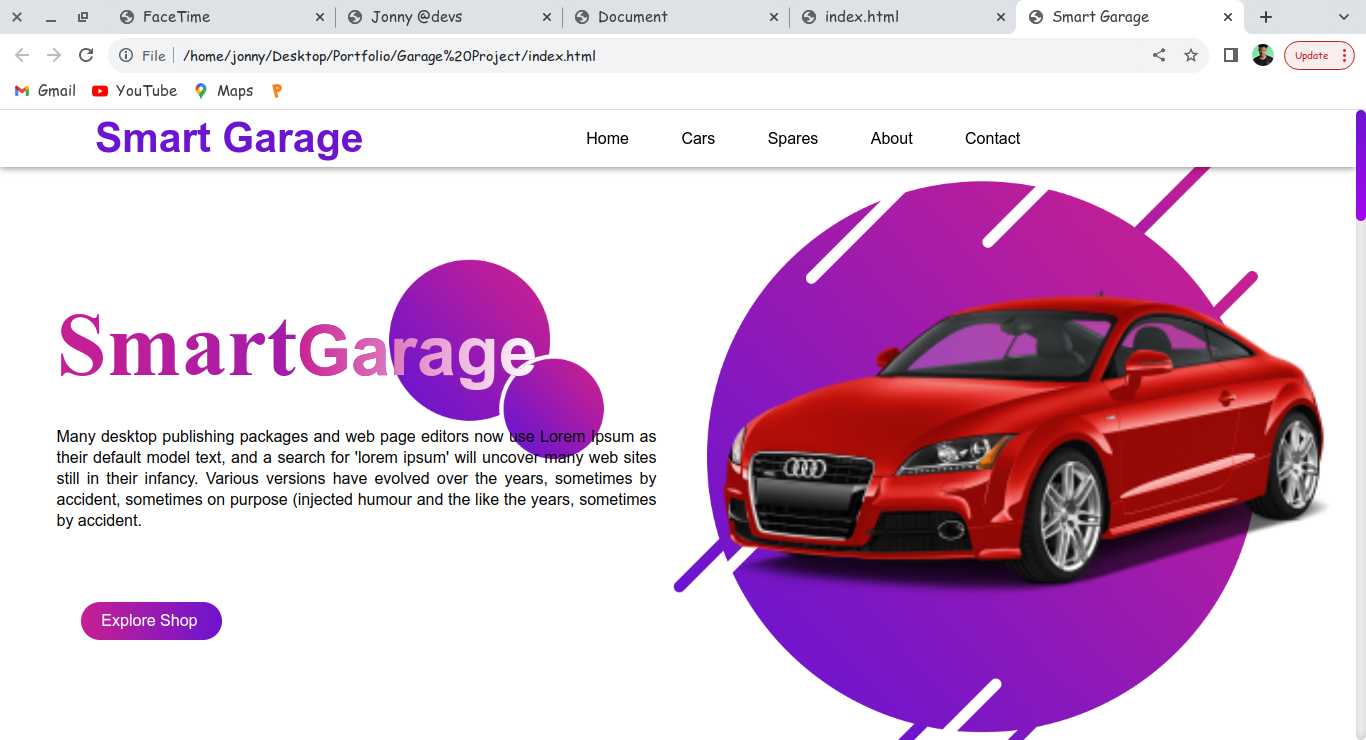 FaceTime
Jonny @devs
Document
index.html
Smart Garage
File
/home/jonny/Desktop/Portfolio/Garage%20Project/index.html
Update
Gmail
YouTube
Maps
Smart Garage
Home
Cars
Spares
About
Contact
SmartGarage
Many desktop publishing packages and web page editors now use Lorem Ipsum as
their default model text, and a search for 'lorem ipsum' will uncover many web sites
still in their infancy. Various versions have evolved over the years, sometimes by
accident, sometimes on purpose (injected humour and the like the years, sometimes
by accident.
Explore Shop